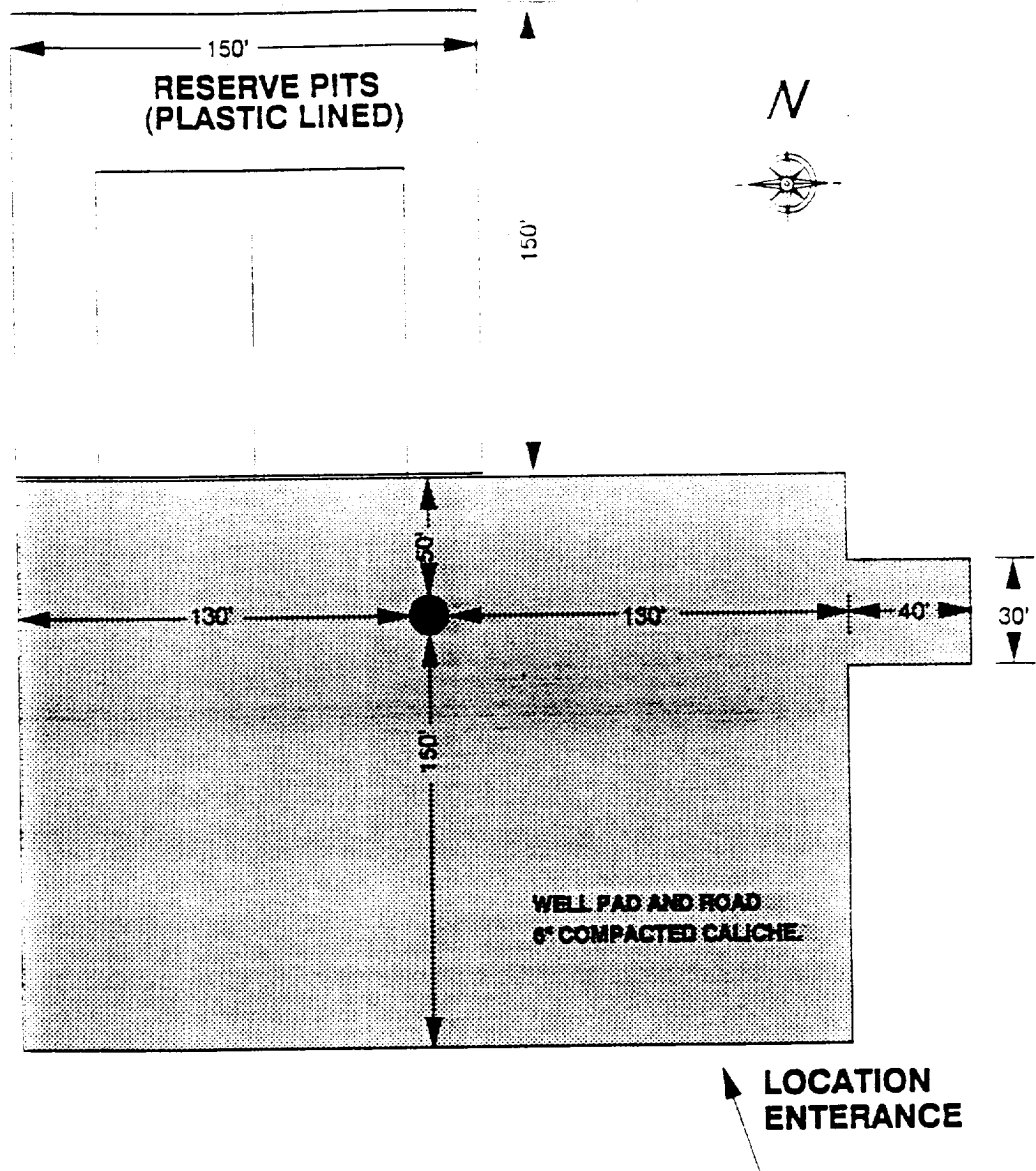 150'
RESERVE PITS
(PLASTIC LINED)
N
150'
50'
130'
130'
40'
30'
150'
WELL PAD AND ROAD
6" COMPACTED CALICHE.
LOCATION
ENTERANCE